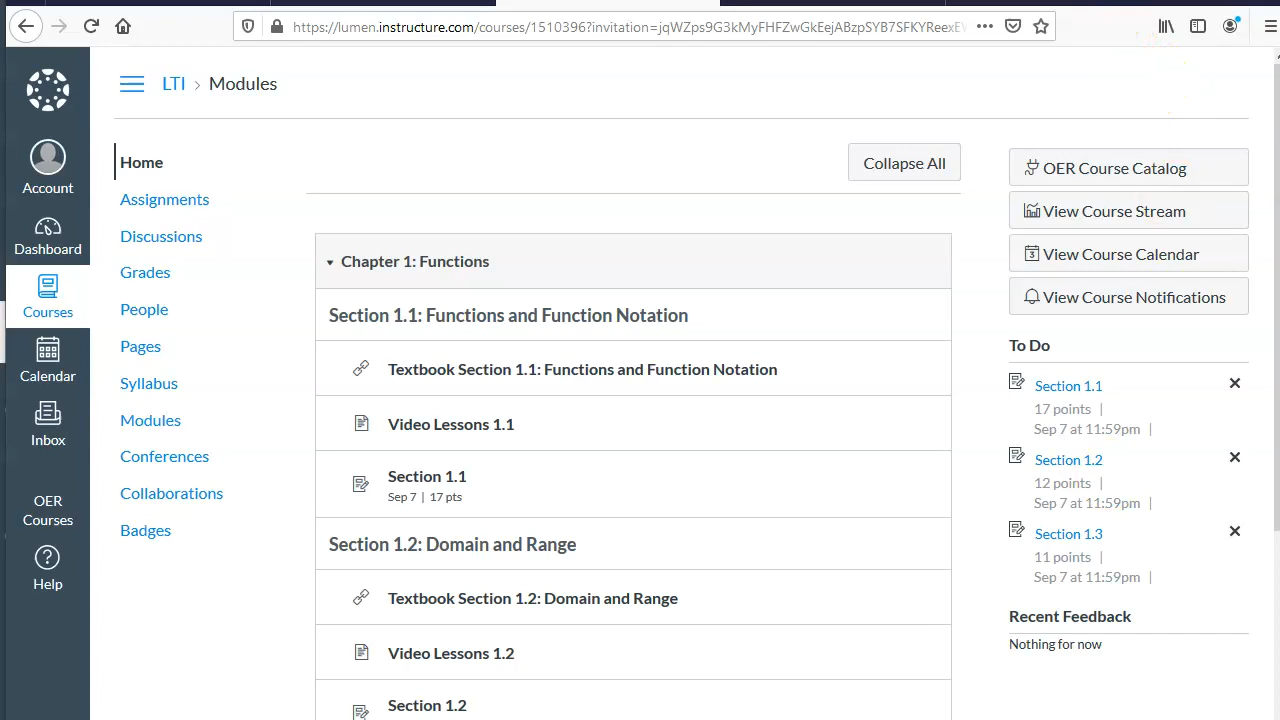 https://lumen.instructure.com/courses/1510396?invitation=jqWZps9G3kMyFHFZwGkEejABzpSYB7SFKYReexE
LTI > Modules
Account
Dashboard
Courses
Calendar
Inbox
OER
Courses
Help
Home
Assignments
Discussions
Grades
People
Pages
Syllabus
Modules
Conferences
Collaborations
Badges
Collapse All
Chapter 1: Functions
Section 1.1: Functions and Function Notation
Textbook Section 1.1: Functions and Function Notation
Video Lessons 1.1
Section 1.1
Sep 7 | 17 pts
Section 1.2: Domain and Range
Textbook Section 1.2: Domain and Range
Video Lessons 1.2
Section 1.2
OER Course Catalog
View Course Stream
3 View Course Calendar
View Course Notifications
To Do
Section 1.1
17 points |
Sep 7 at 11:59pm |
Section 1.2
12 points |
Sep 7 at 11:59pm |
Section 1.3
11 points |
Sep 7 at 11:59pm |
Recent Feedback
Nothing for now